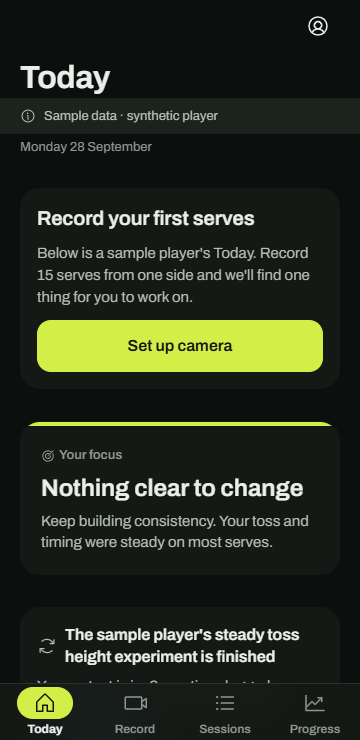 Today
Sample data · synthetic player
Monday 28 September
Record your first serves
Below is a sample player's Today. Record
15 serves from one side and we'll find one
thing for you to work on.
Set up camera
Your focus
Nothing clear to change
Keep building consistency. Your toss and
timing were steady on most serves.
The sample player's steady toss
height experiment is finished
Today
Record
Sessions
Progress